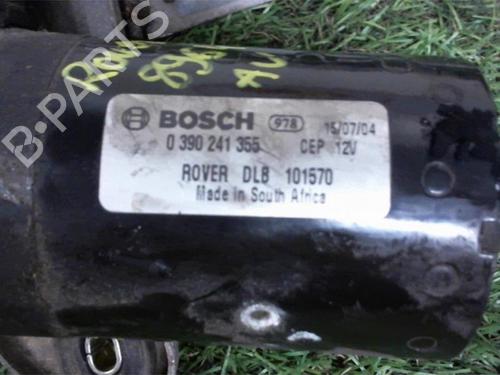 B-PARTS
BOSCH 978 15/07/04
0 390 241 355 CEP 12V
ROVER DLB 101570
Made in South Africa